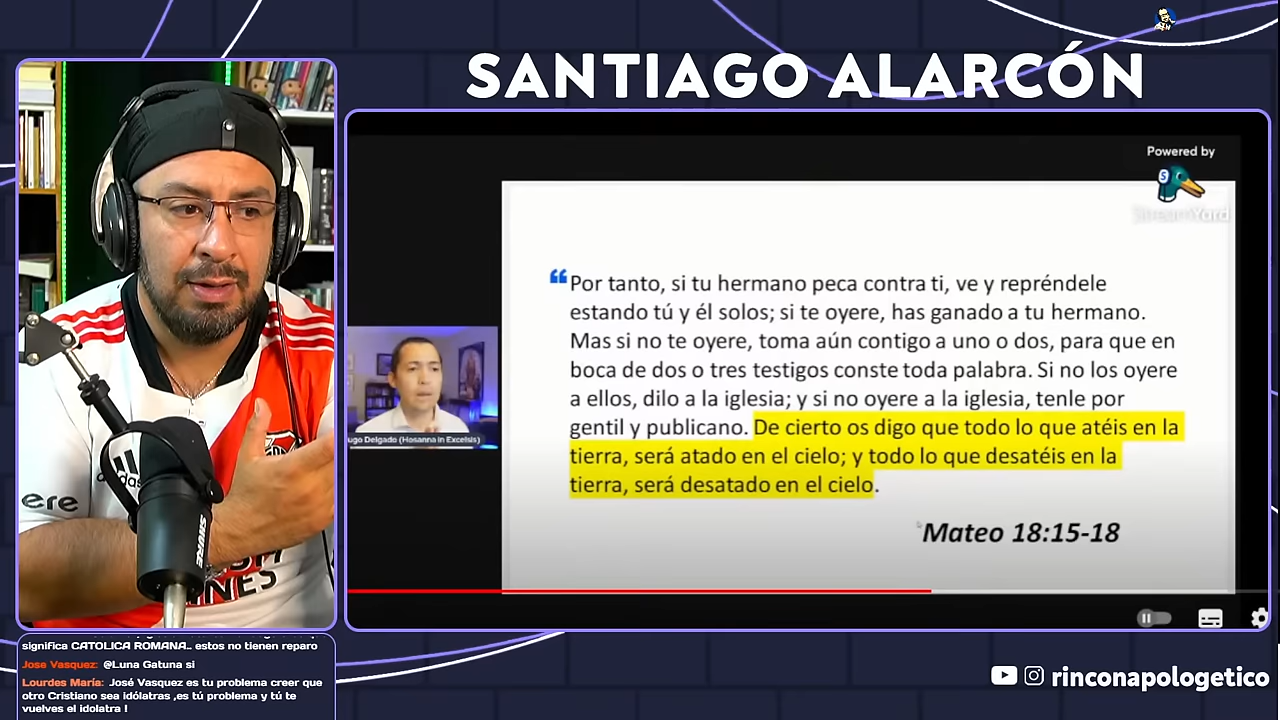 SANTIAGO ALARCÓN
Powered by
S
StreamYard
“ Por tanto, si tu hermano peca contra ti, ve y repréndele
estando tú y él solos; si te oyere, has ganado a tu hermano.
Mas si no te oyere, toma aún contigo a uno o dos, para que en
boca de dos o tres testigos conste toda palabra. Si no los oyere
a ellos, dilo a la iglesia; y si no oyere a la iglesia, tenle por
gentil y publicano. De cierto os digo que todo lo que atéis en la
tierra, será atado en el cielo; y todo lo que desatéis en la
tierra, será desatado en el cielo.
Mateo 18:15-18
ugo Delgado (Hosanna in Excelsis)
ere
adidas
SHURE
NES
significa CATOLICA ROMANA.. estos no tienen reparo
Jose Vasquez: @Luna Gatuna si
Lourdes María: José Vasquez es tu problema creer que
otro Cristiano sea idólatras ,es tú problema y tú te
vuelves el idolatra !
rinconapologetico